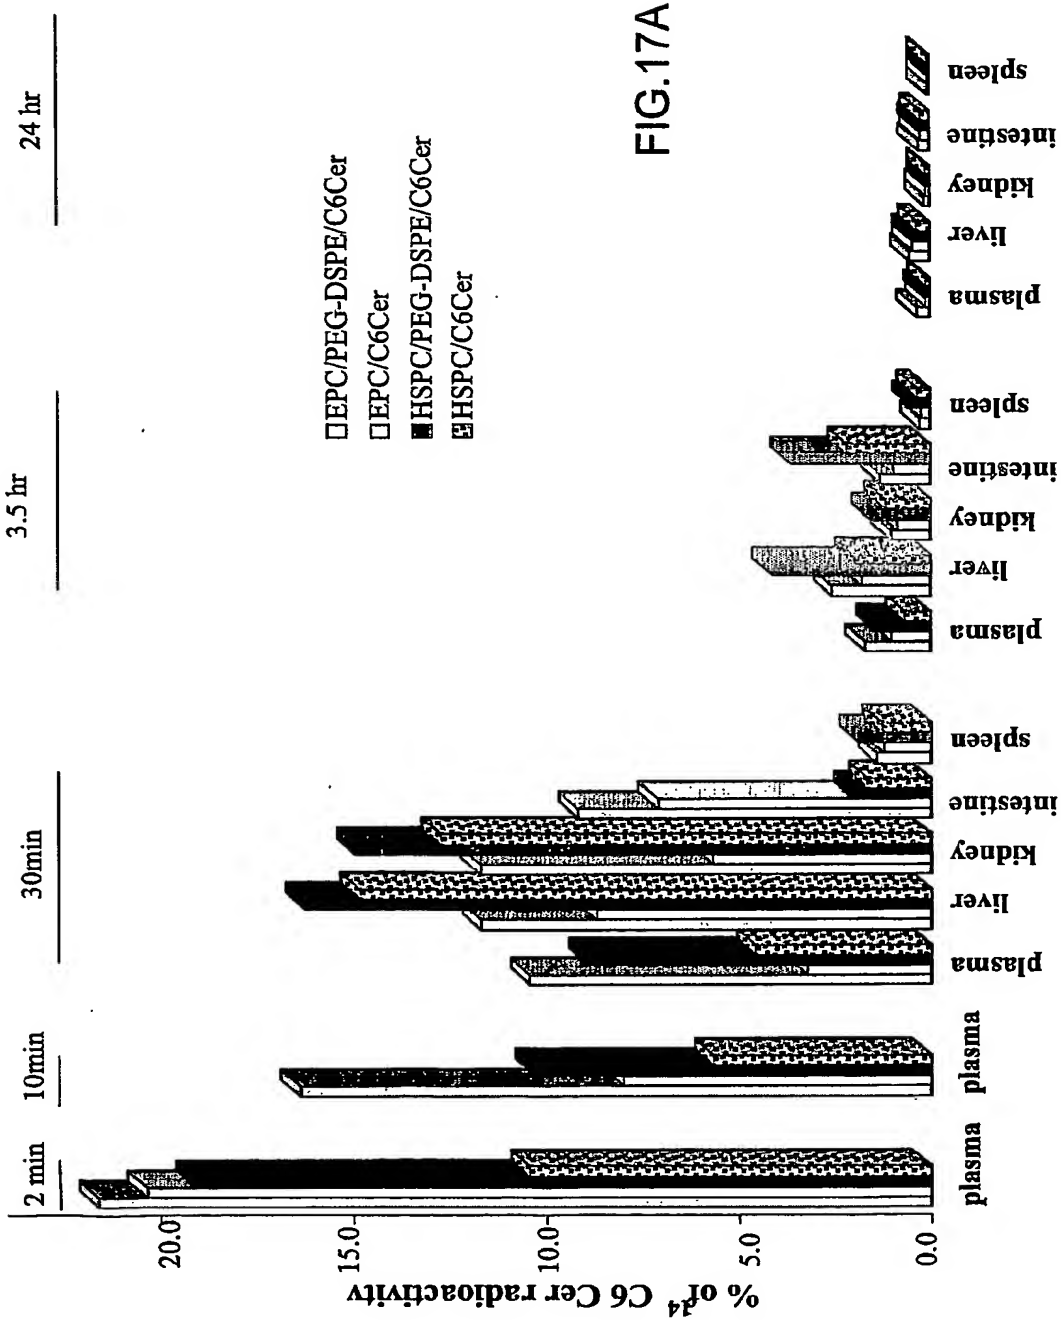 2 min
10min
30min
3.5 hr
24 hr
% of 14 C6 Cer radioactivity
20.0
15.0
10.0
5.0
0.0
□EPC/PEG-DSPE/C6Cer
□EPC/C6Cer
■HSPC/PEG-DSPE/C6Cer
▩HSPC/C6Cer
plasma
plasma
plasma
liver
kidney
intestine
spleen
plasma
liver
kidney
intestine
spleen
plasma
liver
kidney
intestine
spleen
FIG.17A